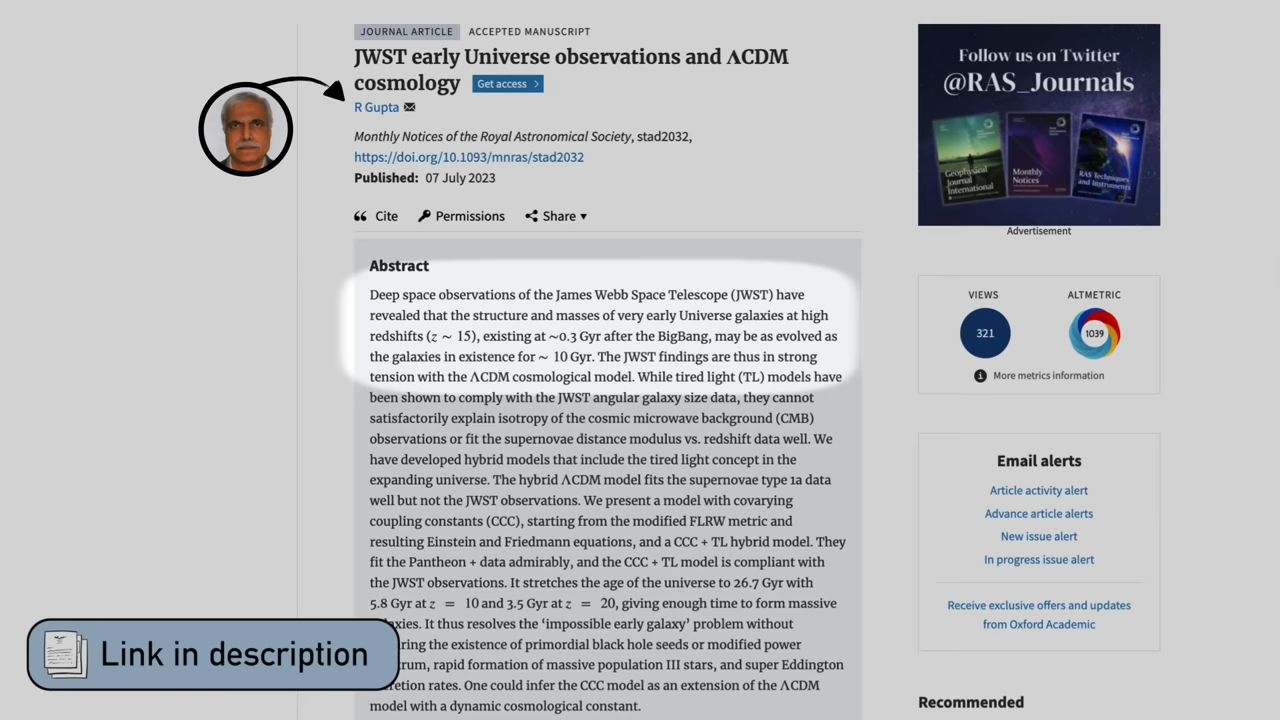 JOURNAL ARTICLE ACCEPTED MANUSCRIPT
JWST early Universe observations and ΛCDM
cosmology Get access >
R Gupta
Monthly Notices of the Royal Astronomical Society, stad2032,
https://doi.org/10.1093/mnras/stad2032
Published: 07 July 2023
Cite Permissions Share ▾
Abstract
Deep space observations of the James Webb Space Telescope (JWST) have
revealed that the structure and masses of very early Universe galaxies at high
redshifts (z ∼ 15), existing at ∼0.3 Gyr after the BigBang, may be as evolved as
the galaxies in existence for ∼ 10 Gyr. The JWST findings are thus in strong
tension with the ΛCDM cosmological model. While tired light (TL) models have
been shown to comply with the JWST angular galaxy size data, they cannot
satisfactorily explain isotropy of the cosmic microwave background (CMB)
observations or fit the supernovae distance modulus vs. redshift data well. We
have developed hybrid models that include the tired light concept in the
expanding universe. The hybrid ΛCDM model fits the supernovae type 1a data
well but not the JWST observations. We present a model with covarying
coupling constants (CCC), starting from the modified FLRW metric and
resulting Einstein and Friedmann equations, and a CCC + TL hybrid model. They
fit the Pantheon + data admirably, and the CCC + TL model is compliant with
the JWST observations. It stretches the age of the universe to 26.7 Gyr with
5.8 Gyr at z = 10 and 3.5 Gyr at z = 20, giving enough time to form massive
It thus resolves the 'impossible early galaxy' problem without
the existence of primordial black hole seeds or modified power
rapid formation of massive population III stars, and super Eddington
rates. One could infer the CCC model as an extension of the ΛCDM
model with a dynamic cosmological constant.
Link in description
Follow us on Twitter
@RAS_Journals
Geophysical
Journal
International
Monthly
Notices
RAS Techniques
and Instruments
Advertisement
VIEWS ALTMETRIC
321 1039
More metrics information
Email alerts
Article activity alert
Advance article alerts
New issue alert
In progress issue alert
Receive exclusive offers and updates
from Oxford Academic
Recommended